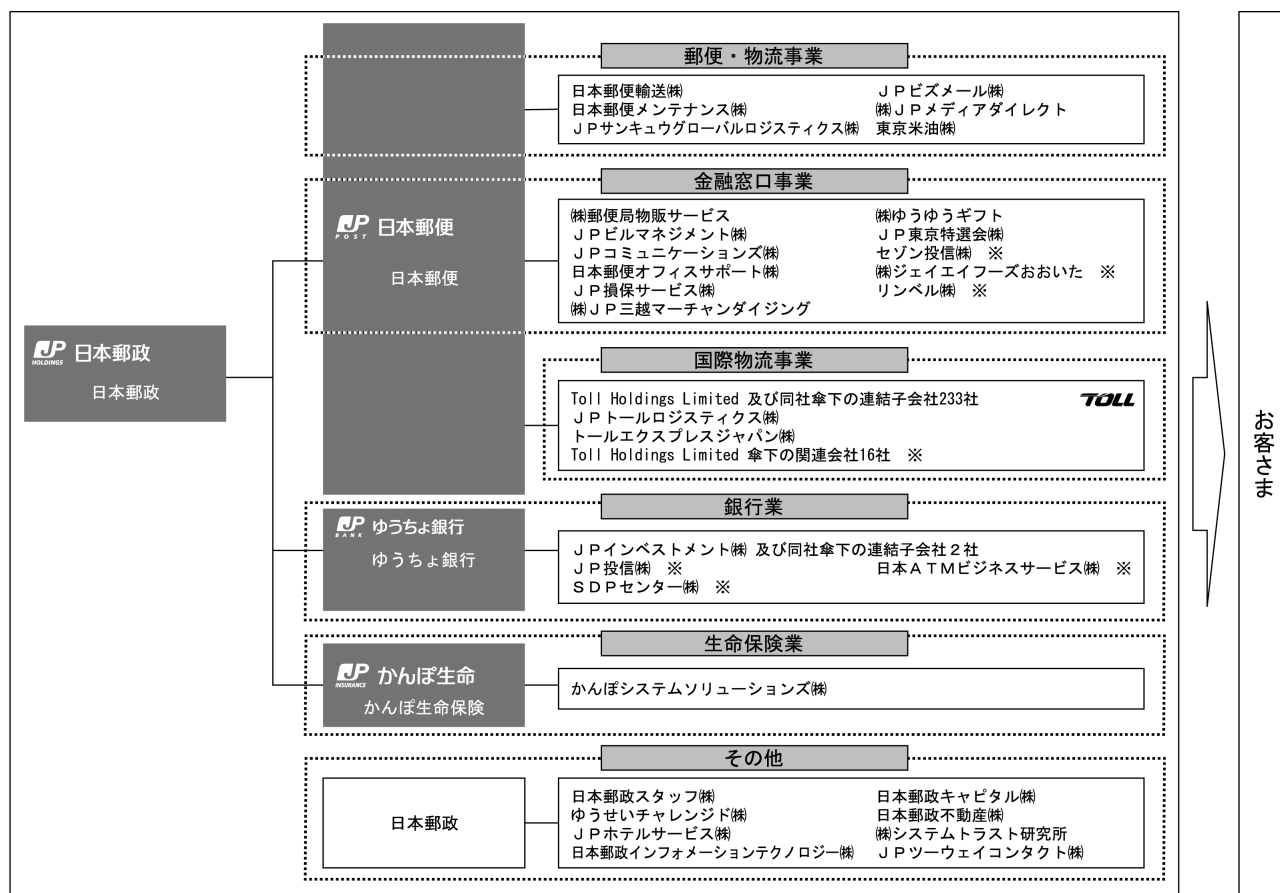 郵便・物流事業
日本郵便輸送㈱
日本郵便メンテナンス㈱
ＪＰサンキュウグローバルロジスティクス㈱
ＪＰビズメール㈱
㈱ＪＰメディアダイレクト
東京米油㈱
金融窓口事業
JP POST 日本郵便
日本郵便
㈱郵便局物販サービス
ＪＰビルマネジメント㈱
ＪＰコミュニケーションズ㈱
日本郵便オフィスサポート㈱
ＪＰ損保サービス㈱
㈱ＪＰ三越マーチャンダイジング
㈱ゆうゆうギフト
ＪＰ東京特選会㈱
セゾン投信㈱　※
㈱ジェイエイフーズおおいた　※
リンベル㈱　※
JP HOLDINGS 日本郵政
日本郵政
国際物流事業
Toll Holdings Limited 及び同社傘下の連結子会社233社
ＪＰトールロジスティクス㈱
トールエクスプレスジャパン㈱
Toll Holdings Limited 傘下の関連会社16社　※
TOLL
銀行業
JP BANK ゆうちょ銀行
ゆうちょ銀行
ＪＰインベストメント㈱ 及び同社傘下の連結子会社２社
ＪＰ投信㈱　※
ＳＤＰセンター㈱　※
日本ＡＴＭビジネスサービス㈱　※
生命保険業
JP INSURANCE かんぽ生命
かんぽ生命保険
かんぽシステムソリューションズ㈱
その他
日本郵政
日本郵政スタッフ㈱
ゆうせいチャレンジド㈱
ＪＰホテルサービス㈱
日本郵政インフォメーションテクノロジー㈱
日本郵政キャピタル㈱
日本郵政不動産㈱
㈱システムトラスト研究所
ＪＰツーウェイコンタクト㈱
お客さま